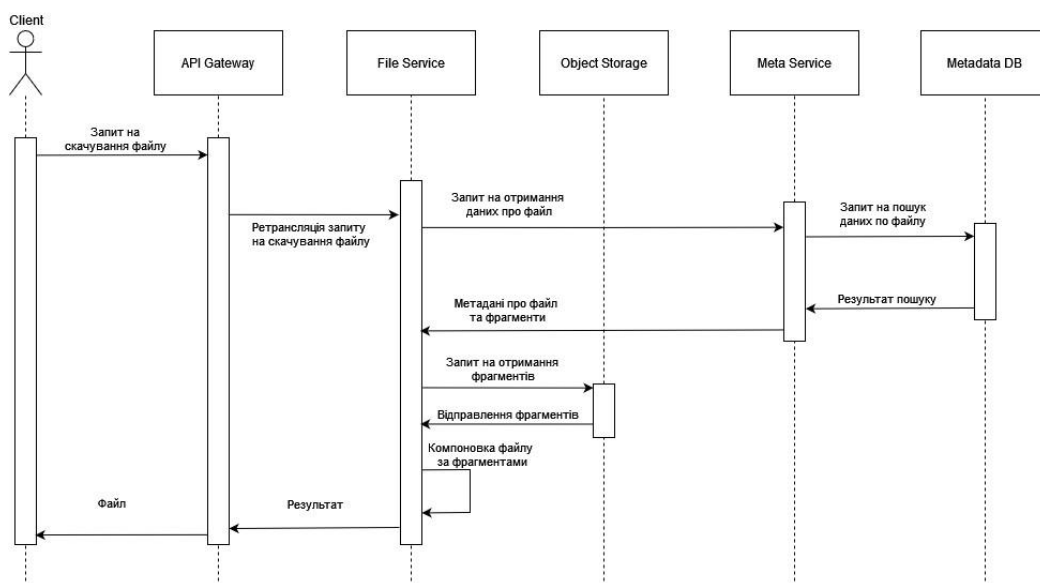 Client
API Gateway
File Service
Object Storage
Meta Service
Metadata DB
Запит на
скачування файлу
Ретрансляція запиту
на скачування файлу
Запит на отримання
даних про файл
Запит на пошук
даних по файлу
Результат пошуку
Метадані про файл
та фрагменти
Запит на отримання
фрагментів
Відправлення фрагментів
Компоновка файлу
за фрагментами
Результат
Файл